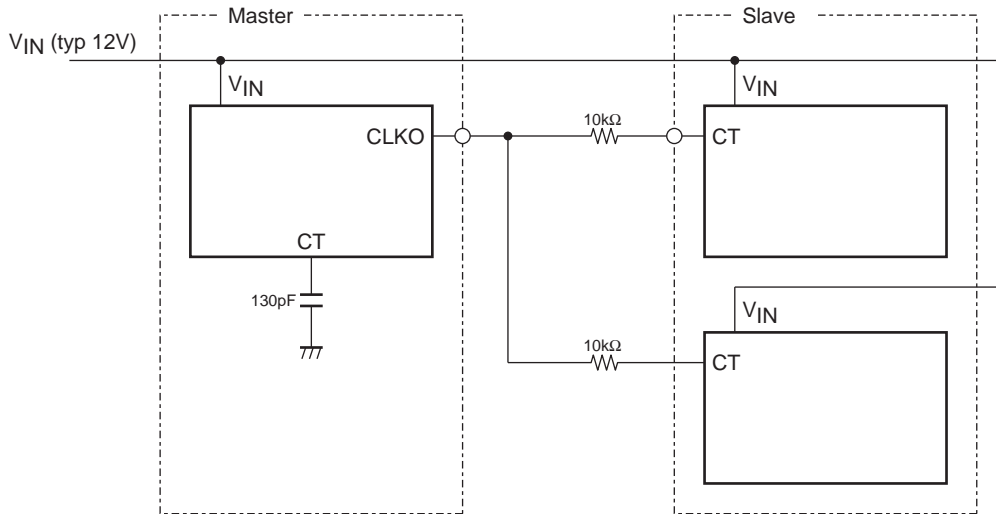 Master
Slave
VIN (typ 12V)
VIN
VIN
CLKO
10kΩ
CT
CT
130pF
VIN
10kΩ
CT